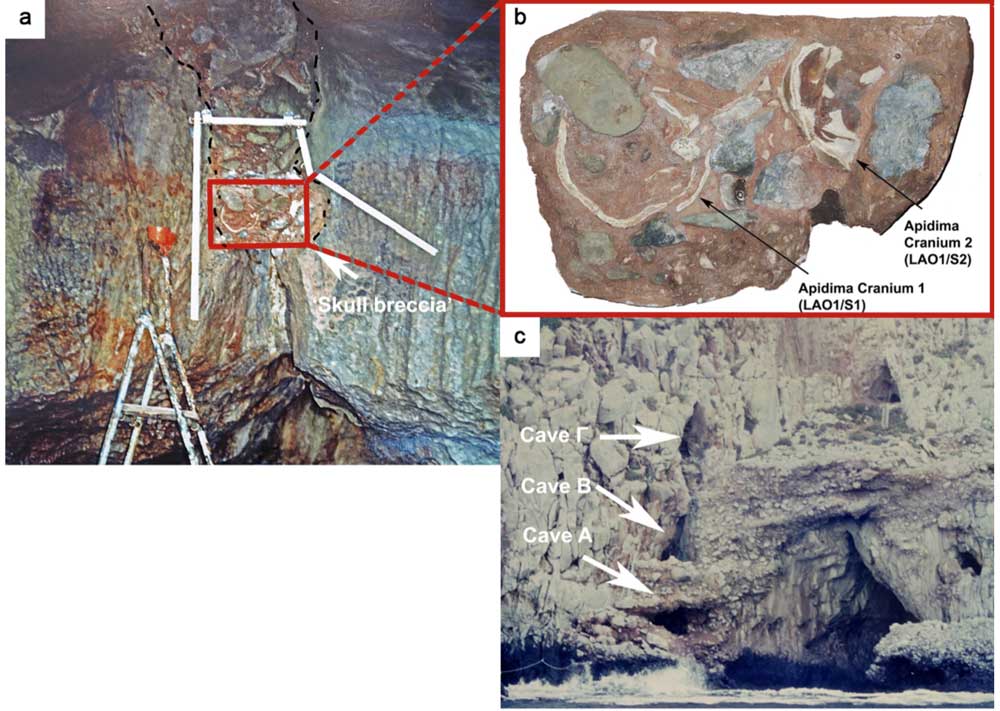 a
'Skull breccia'
b
Apidima
Cranium 2
(LAO1/S2)
Apidima Cranium 1
(LAO1/S1)
c
Cave Γ
Cave B
Cave A